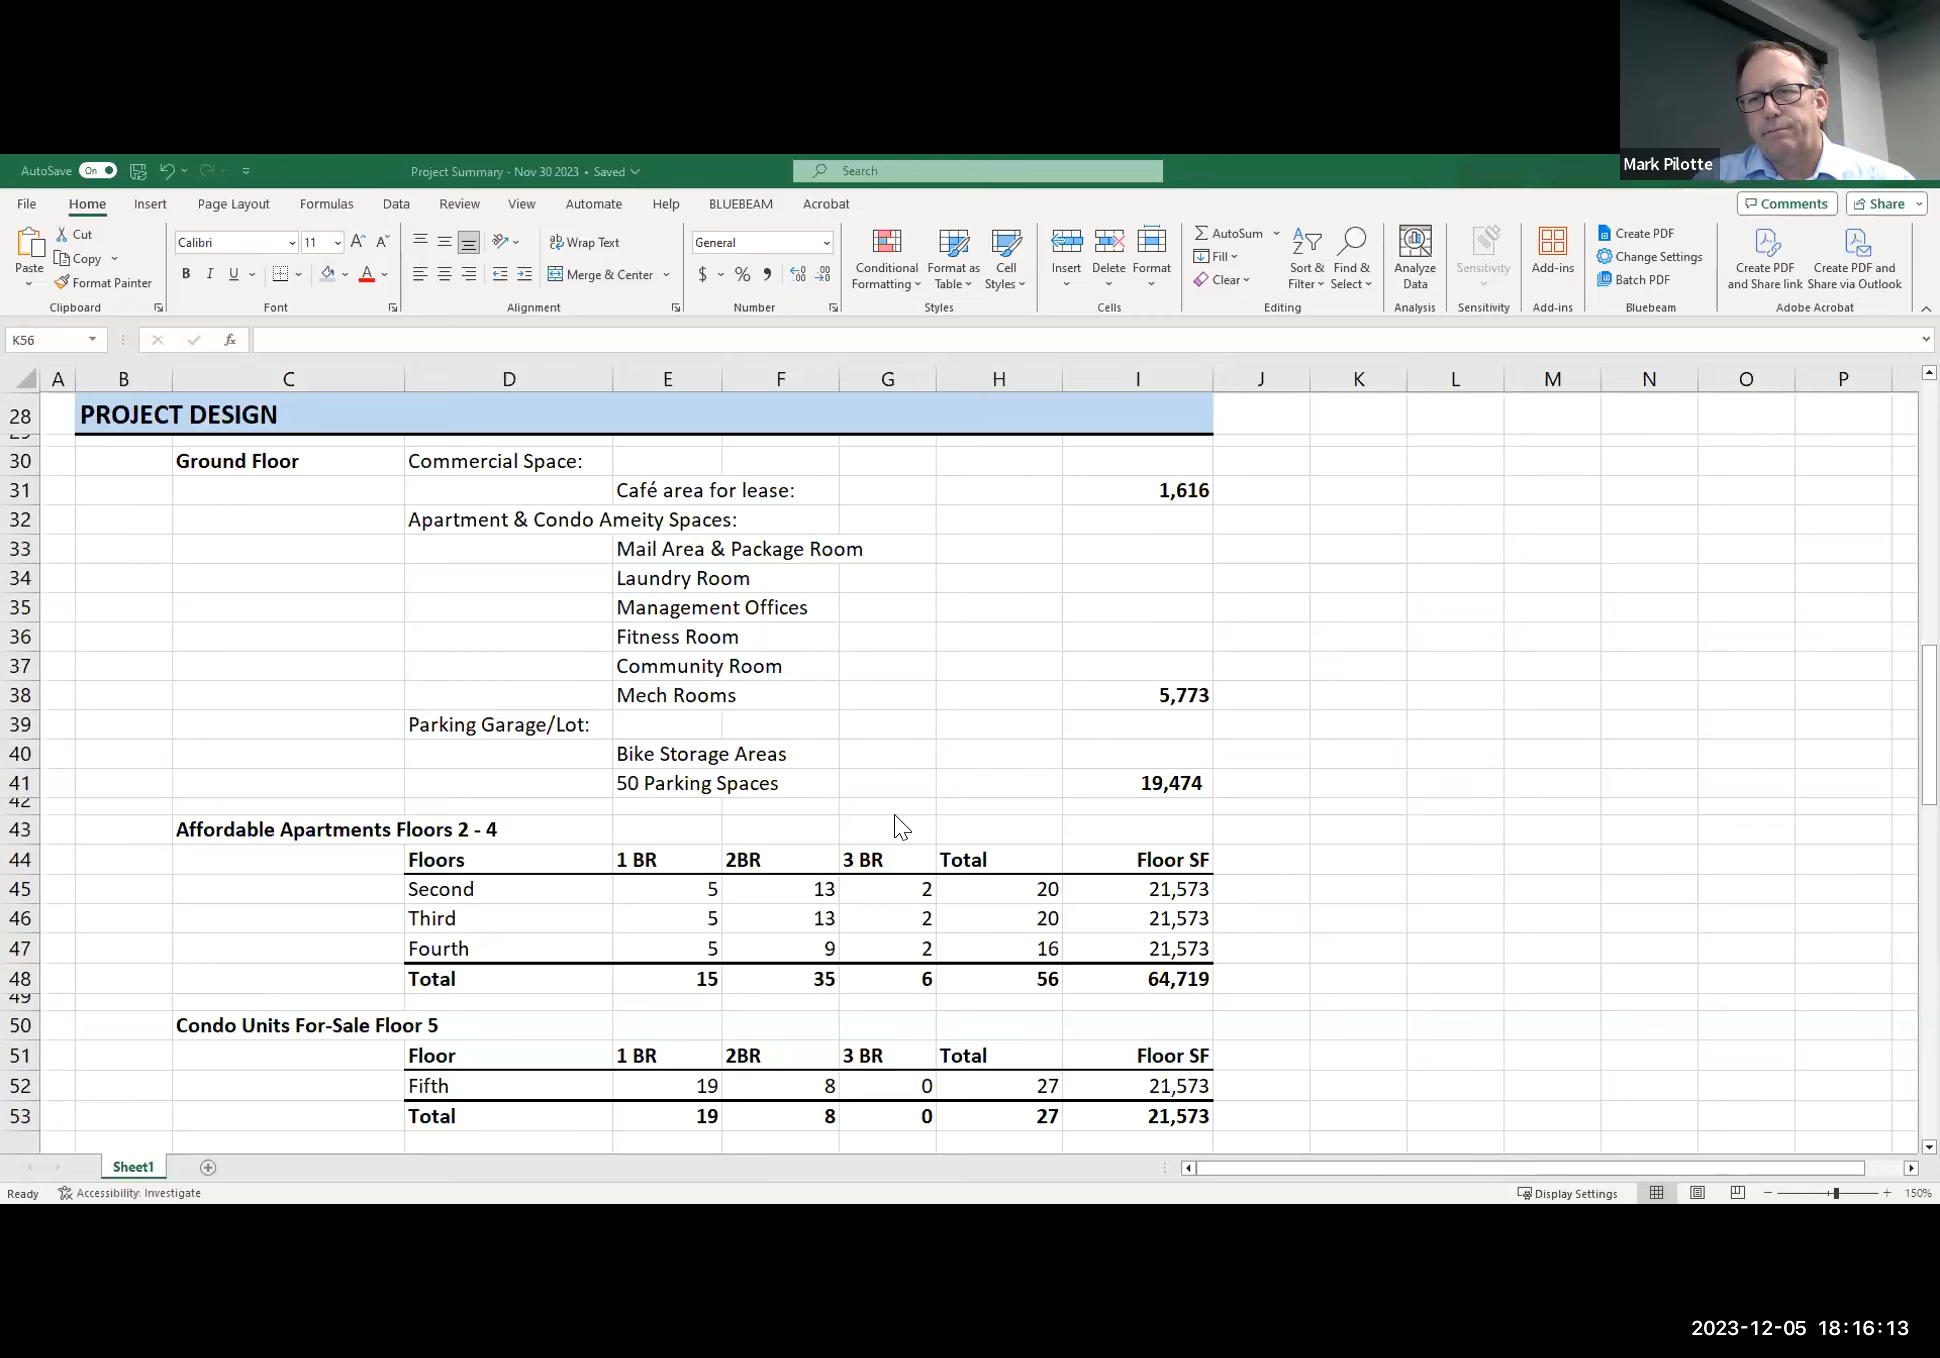 Mark Pilotte
AutoSave On Project Summary - Nov 30 2023 • Saved Search
File Home Insert Page Layout Formulas Data Review View Automate Help BLUEBEAM Acrobat Comments Share
Paste Cut Copy Format Painter Clipboard
Calibri 11 B I U A Font
Wrap Text Merge & Center Alignment
General $ % Number
Conditional Formatting Format as Table Cell Styles Styles
Insert Delete Format Cells
AutoSum Fill Clear Sort & Filter Find & Select Editing
Analyze Data Analysis
Sensitivity Sensitivity
Add-ins Add-ins
Create PDF Change Settings Batch PDF Bluebeam
Create PDF and Share link Create PDF and Share via Outlook Adobe Acrobat
K56 fx
A B C D E F G H I J K L M N O P
28 PROJECT DESIGN
29
30 Ground Floor Commercial Space:
31 Café area for lease: 1,616
32 Apartment & Condo Ameity Spaces:
33 Mail Area & Package Room
34 Laundry Room
35 Management Offices
36 Fitness Room
37 Community Room
38 Mech Rooms 5,773
39 Parking Garage/Lot:
40 Bike Storage Areas
41 50 Parking Spaces 19,474
42
43 Affordable Apartments Floors 2 - 4
44 Floors 1 BR 2BR 3 BR Total Floor SF
45 Second 5 13 2 20 21,573
46 Third 5 13 2 20 21,573
47 Fourth 5 9 2 16 21,573
48 Total 15 35 6 56 64,719
49
50 Condo Units For-Sale Floor 5
51 Floor 1 BR 2BR 3 BR Total Floor SF
52 Fifth 19 8 0 27 21,573
53 Total 19 8 0 27 21,573
Sheet1
Ready Accessibility: Investigate Display Settings 150%
2023-12-05 18:16:13